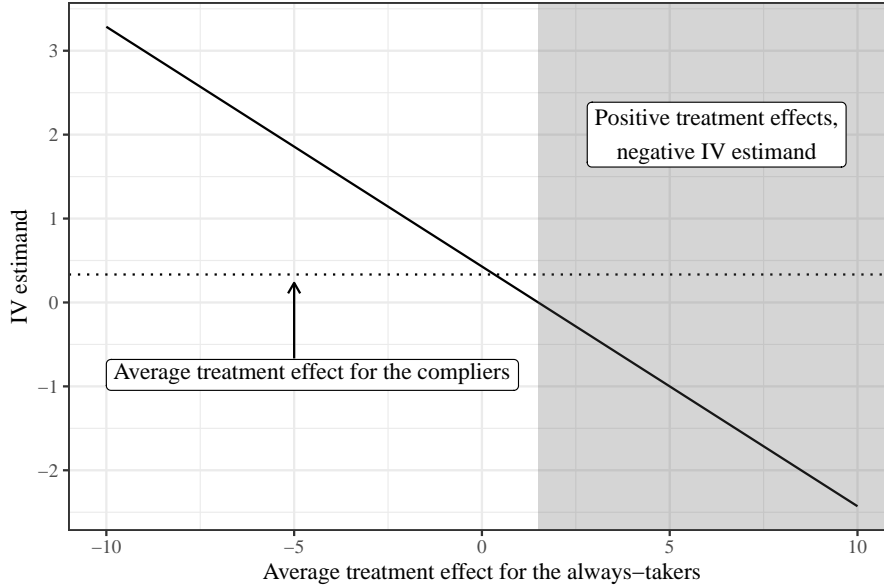 3
2
1
0
−1
−2
IV estimand
Positive treatment effects,
negative IV estimand
Average treatment effect for the compliers
−10
−5
0
5
10
Average treatment effect for the always−takers